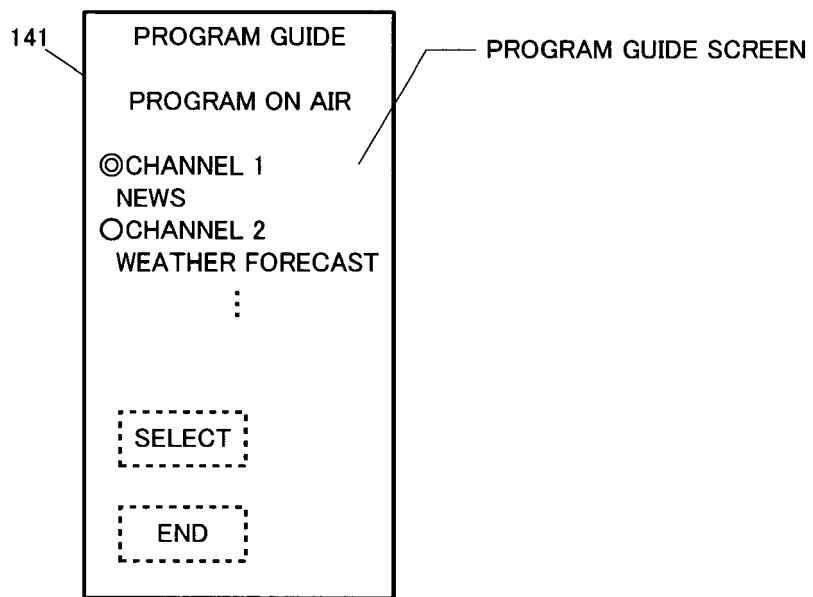 141
PROGRAM GUIDE
PROGRAM GUIDE SCREEN
PROGRAM ON AIR
◎CHANNEL 1
NEWS
○CHANNEL 2
WEATHER FORECAST
⋮
SELECT
END